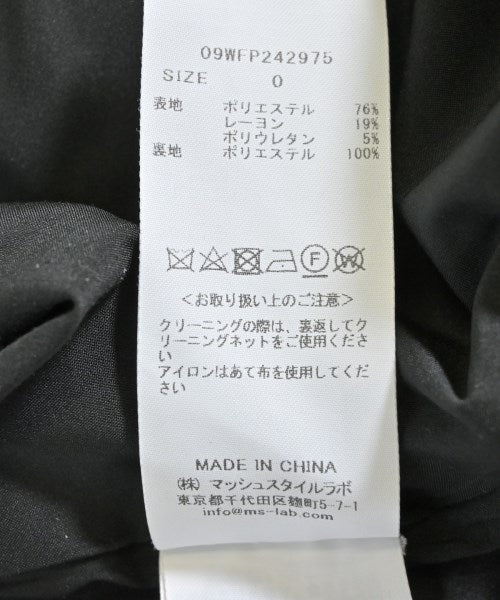 09WFP242975
SIZE 0
表地 ポリエステル 76%
レーヨン 19%
ポリウレタン 5%
裏地 ポリエステル 100%
F W
<お取り扱い上のご注意>
クリーニングの際は、裏返してク
リーニングネットをご使用くださ
い
アイロンはあて布を使用してくだ
さい
MADE IN CHINA
(株) マッシュスタイルラボ
東京都千代田区麹町5-7-1
info@ms-lab.com